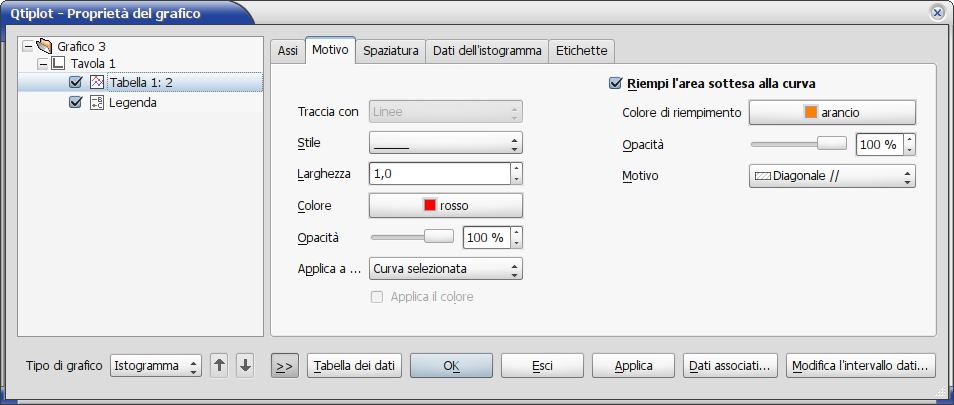 Qtiplot - Proprietà del grafico
Grafico 3
Tavola 1
Tabella 1: 2
Legenda
Assi
Motivo
Spaziatura
Dati dell'istogramma
Etichette
Traccia con
Linee
Stile
Larghezza
1,0
Colore
rosso
Opacità
100 %
Applica a ...
Curva selezionata
Applica il colore
Riempi l'area sottesa alla curva
Colore di riempimento
arancio
Opacità
100 %
Motivo
Diagonale //
Tipo di grafico
Istogramma
>>
Tabella dei dati
OK
Esci
Applica
Dati associati...
Modifica l'intervallo dati...